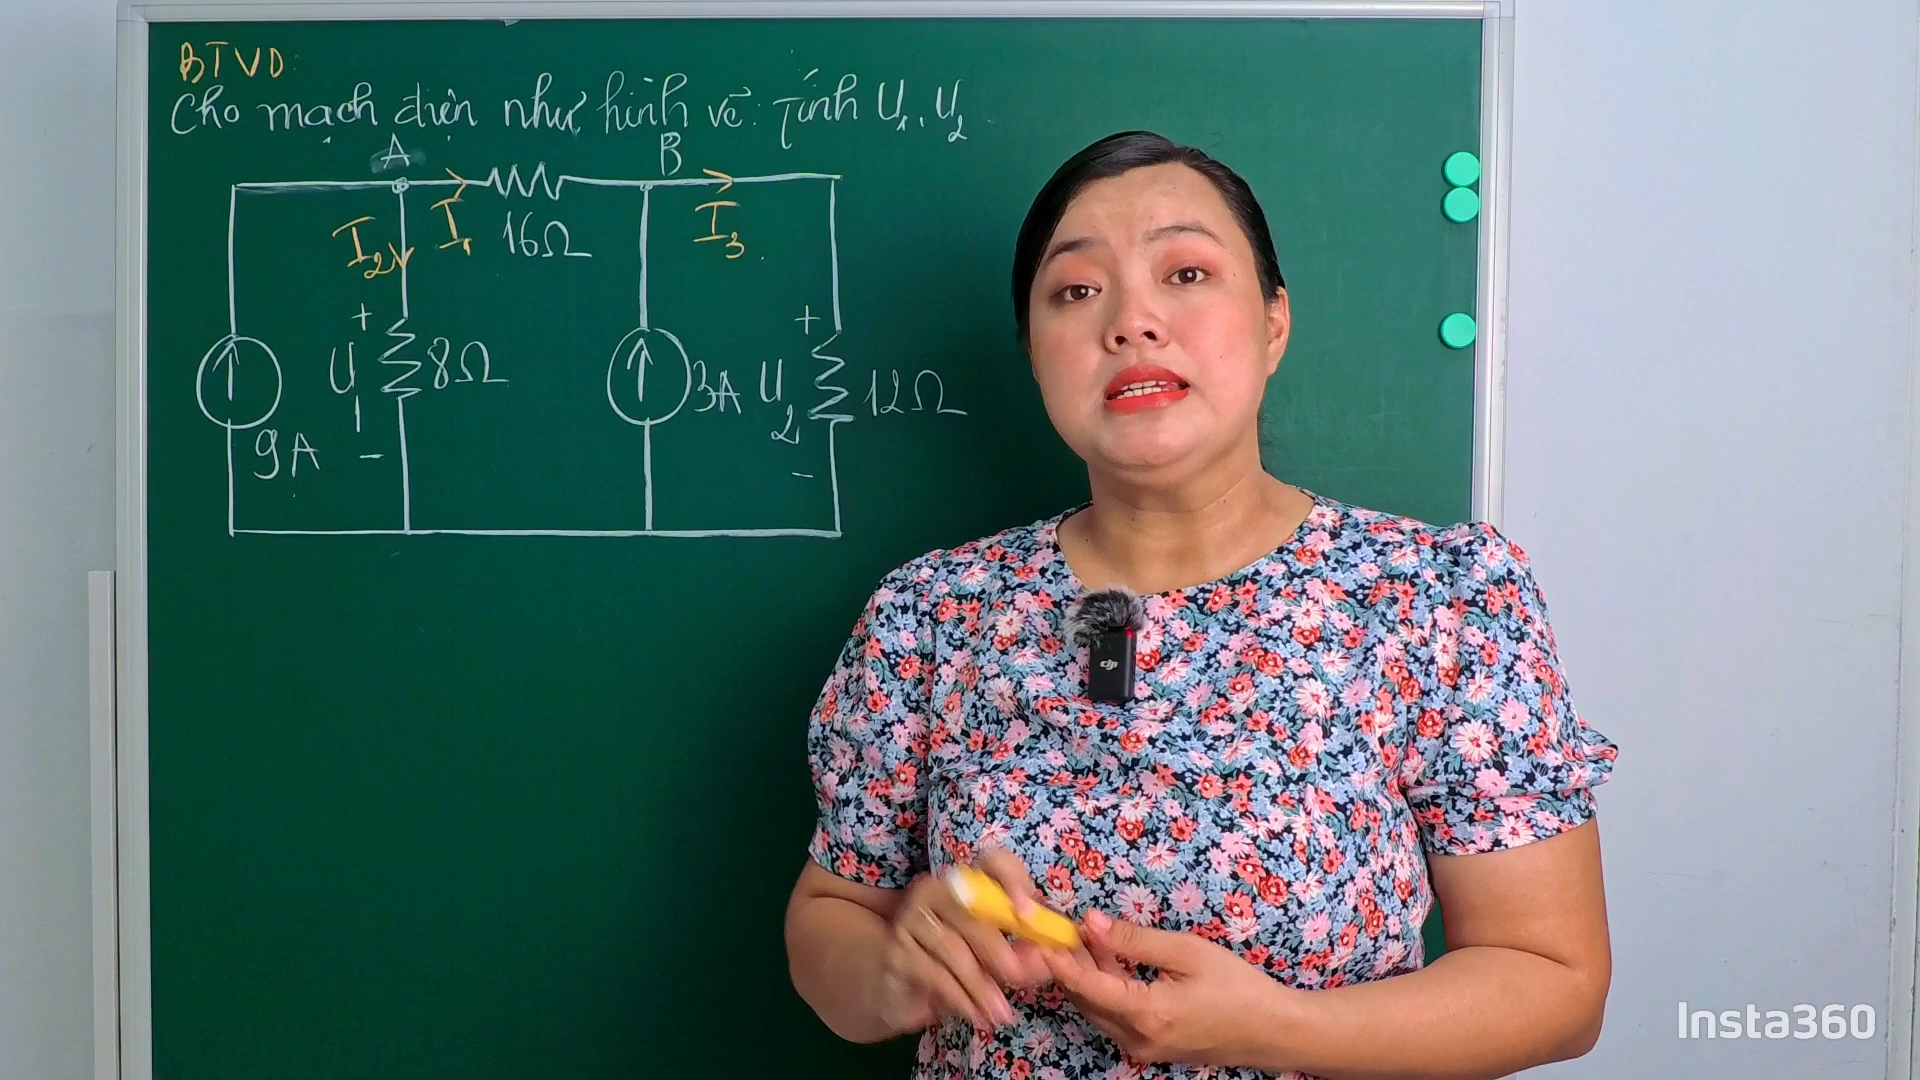 BTVD:
Cho mạch điện như hình vẽ: Tính U₁, U₂
A
B
I₂
I₁
16Ω
I₃
+
+
U₁
8Ω
3A
U₂
12Ω
9A
-
-
dji
Insta360